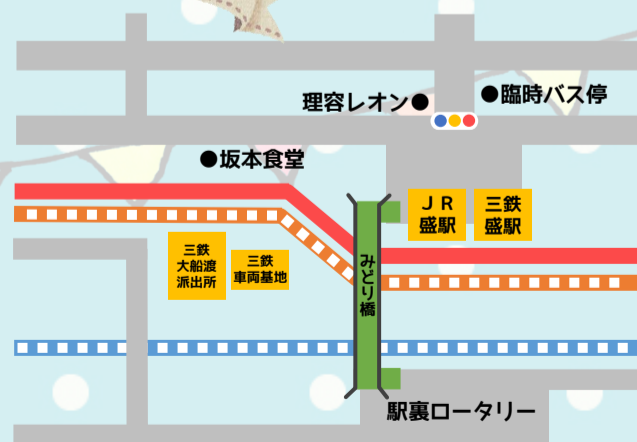 理容レオン●
●臨時バス停
●坂本食堂
ＪＲ
盛駅
三鉄
盛駅
三鉄
大船渡
派出所
三鉄
車両基地
みどり橋
駅裏ロータリー